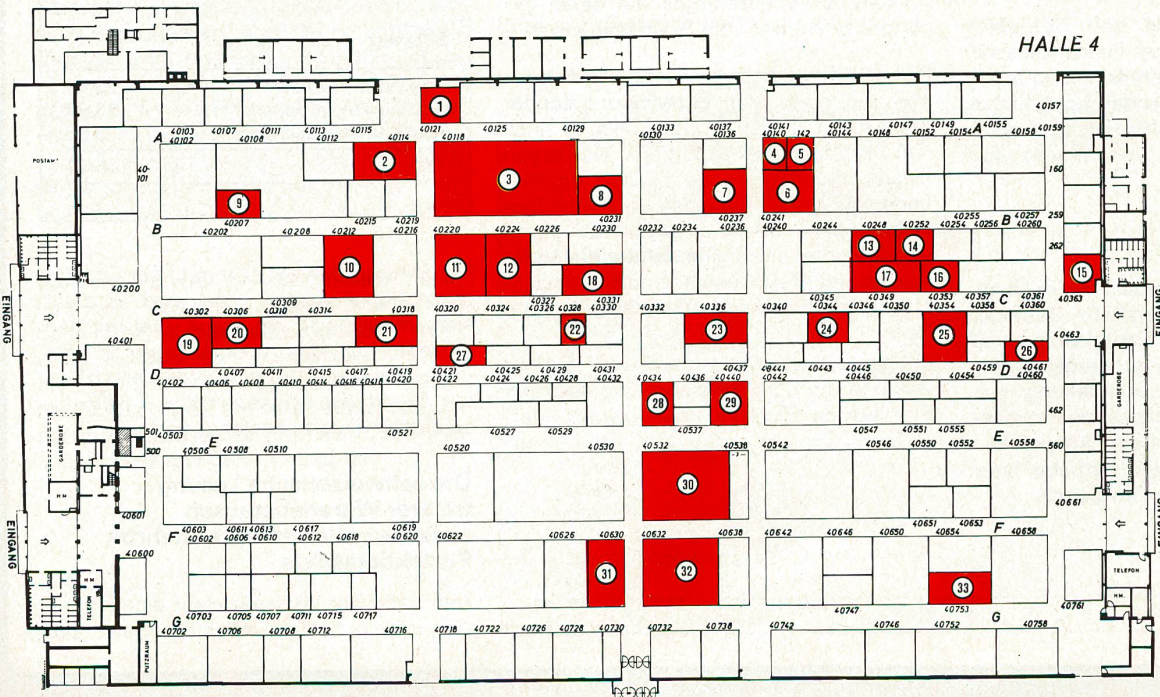 HALLE 4
1
40157
40103 40107 40111 40113 40115 40121 40125 40129 40133 40137 40141 40143 40147 40149 40155
A A
40102 40108 40112 40114 40118 40130 40136 40140 142 40144 40148 40152 40154 40158 40159
POSTAM
40-
101
2 4 5
3
160
9 8 7 6
40207 40215 40219 40231 40237 40241 40255 40257 259
B B
40202 40208 40212 40216 40220 40224 40226 40230 40232 40234 40236 40240 40244 40248 40252 40254 40256 40260
13 14 262
10 11 12 18 17 16 15
40200
40309 40327 40331 40345 40349 40353 40357 40361 40363
C C
EINGANG EINGANG
40302 40306 40310 40314 40318 40320 40324 40326 40328 40330 40332 40336 40340 40344 40346 40350 40354 40358 40360
20 21 22 23 24
19 27 25 26
40401 40463
40407 40411 40415 40417 40419 40421 40425 40429 40431 40437 40441 40443 40445 40459 40461
D D
40402 40406 40408 40410 40414 40416 40418 40420 40422 40424 40426 40428 40432 40434 40436 40440 40442 40446 40450 40454 40460
GARDEROBE
28 29 462
40503 40521 40527 40529 40537 40547 40551 40555
501
E E
500
40506 40508 40510 40520 40530 40532 40538 40542 40546 40550 40552 40558 560
GARDEROBE
H M
30
40601 40661
40603 40611 40613 40617 40619 40651 40653
F F
40602 40606 40610 40612 40618 40620 40622 40626 40630 40632 40638 40642 40646 40650 40654 40658
EINGANG EINGANG
40600
31 32 33
H M
TELEFON TELEFON
H M.
40703 40705 40707 40711 40715 40717 40747 40753 40761
G G
40702 40706 40708 40712 40716 40718 40722 40726 40728 40730 40732 40738 40742 40746 40752 40758
PUTZRAUM